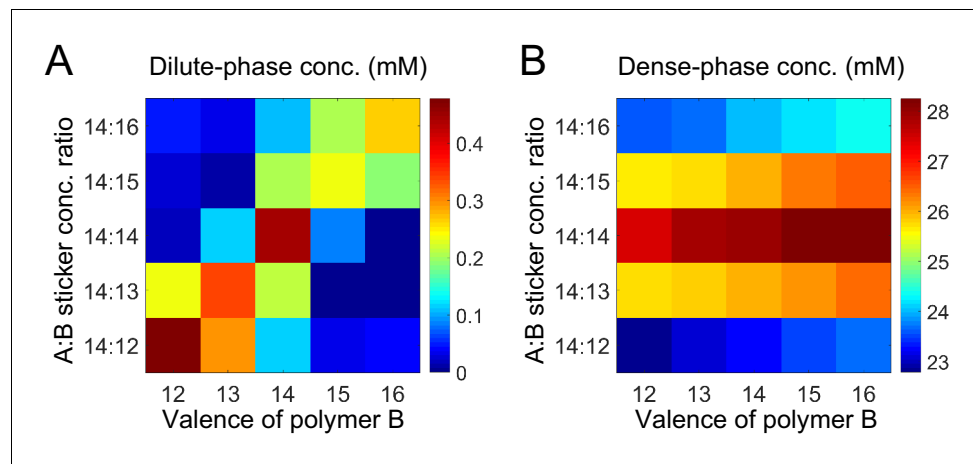 A
Dilute-phase conc. (mM)
A:B sticker conc. ratio
14:16
14:15
14:14
14:13
14:12
12 13 14 15 16
Valence of polymer B
0.4
0.3
0.2
0.1
0
B
Dense-phase conc. (mM)
A:B sticker conc. ratio
14:16
14:15
14:14
14:13
14:12
12 13 14 15 16
Valence of polymer B
28
27
26
25
24
23